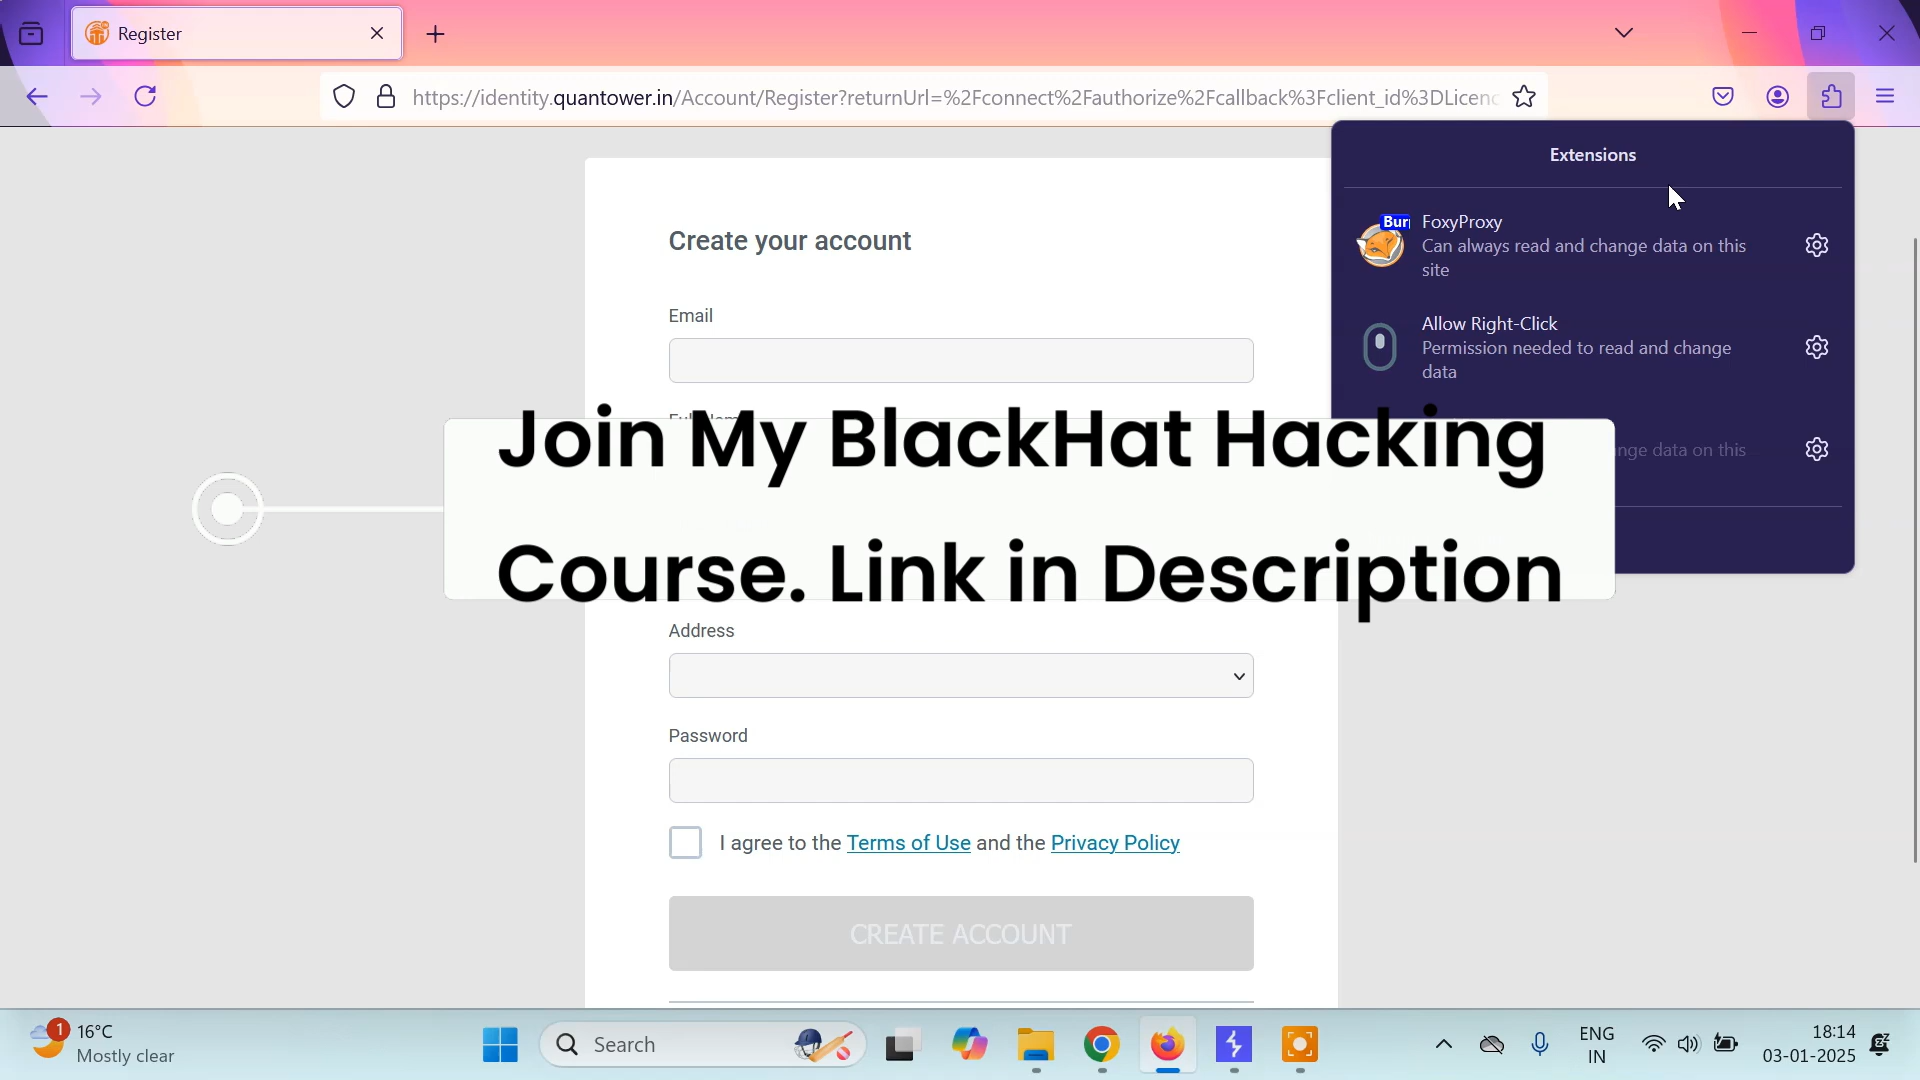 Register
https://identity.quantower.in/Account/Register?returnUrl=%2Fconnect%2Fauthorize%2Fcallback%3Fclient_id%3DLicenc
Extensions
Bur
FoxyProxy
Can always read and change data on this
site
Create your account
Email
Allow Right-Click
Permission needed to read and change
data
nge data on this
Join My BlackHat Hacking
Course. Link in Description
Address
Password
I agree to the Terms of Use and the Privacy Policy
CREATE ACCOUNT
1
16°C
Mostly clear
Search
ENG
IN
18:14
03-01-2025